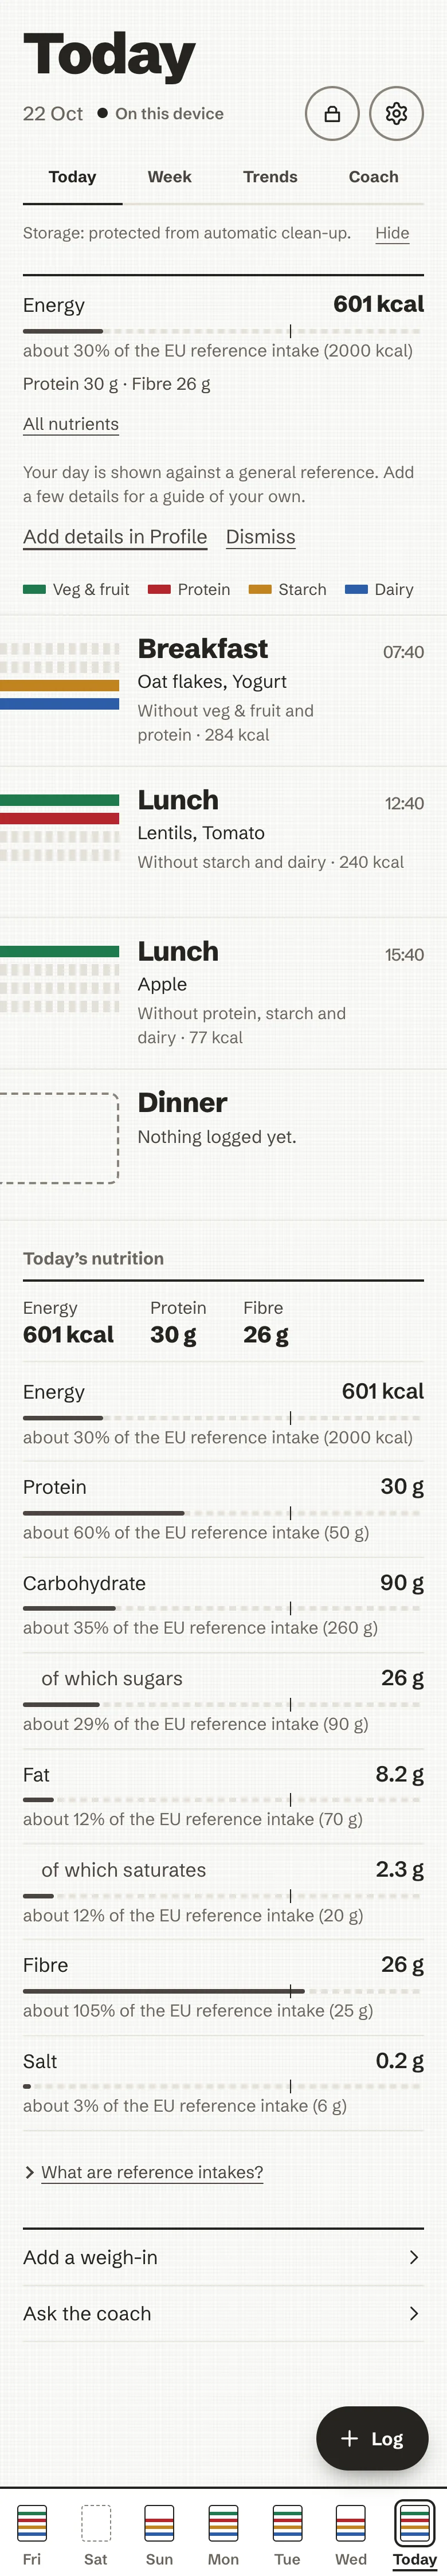 Today
22 Oct
On this device
Today
Week
Trends
Coach
Storage: protected from automatic clean-up.
Hide
Energy
601 kcal
about 30% of the EU reference intake (2000 kcal)
Protein 30 g · Fibre 26 g
All nutrients
Your day is shown against a general reference. Add
a few details for a guide of your own.
Add details in Profile
Dismiss
Veg & fruit
Protein
Starch
Dairy
Breakfast
07:40
Oat flakes, Yogurt
Without veg & fruit and
protein · 284 kcal
Lunch
12:40
Lentils, Tomato
Without starch and dairy · 240 kcal
Lunch
15:40
Apple
Without protein, starch and
dairy · 77 kcal
Dinner
Nothing logged yet.
Today’s nutrition
Energy
601 kcal
Protein
30 g
Fibre
26 g
Energy
601 kcal
about 30% of the EU reference intake (2000 kcal)
Protein
30 g
about 60% of the EU reference intake (50 g)
Carbohydrate
90 g
about 35% of the EU reference intake (260 g)
of which sugars
26 g
about 29% of the EU reference intake (90 g)
Fat
8.2 g
about 12% of the EU reference intake (70 g)
of which saturates
2.3 g
about 12% of the EU reference intake (20 g)
Fibre
26 g
about 105% of the EU reference intake (25 g)
Salt
0.2 g
about 3% of the EU reference intake (6 g)
What are reference intakes?
Add a weigh-in
Ask the coach
Log
Fri
Sat
Sun
Mon
Tue
Wed
Today